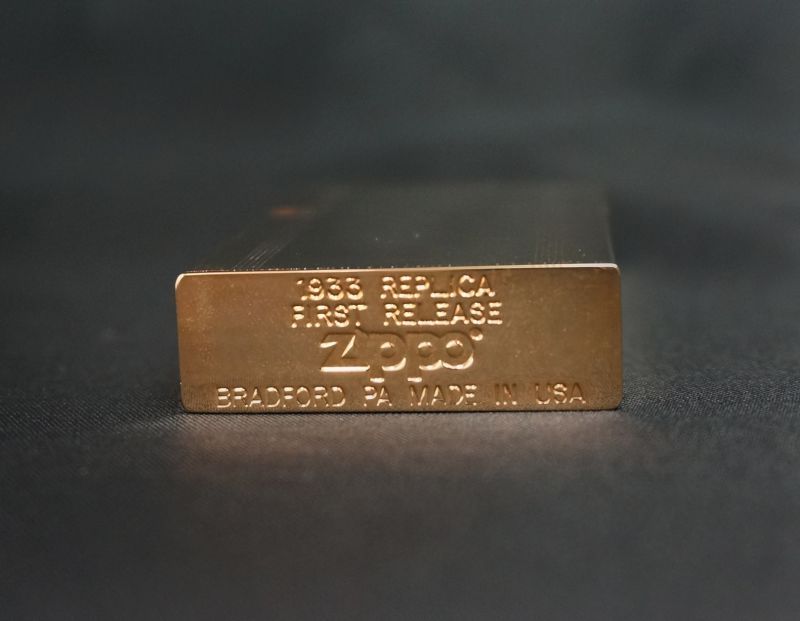 1933 REPLICA
FIRST RELEASE
Zippo®
BRADFORD PA MADE IN USA